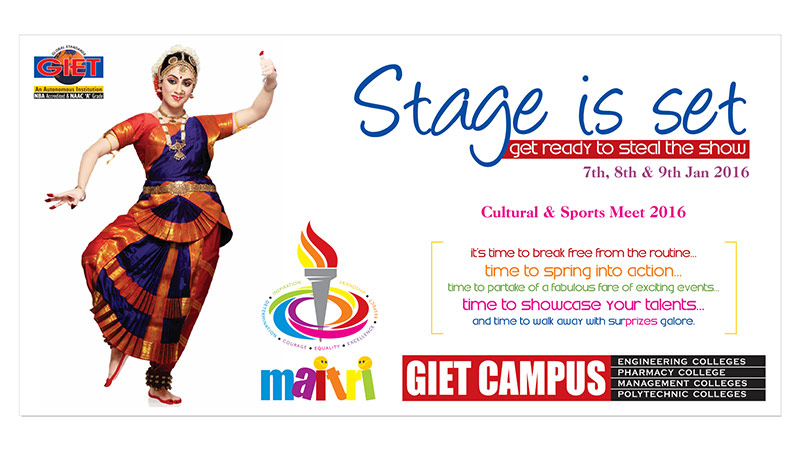 GLOBAL STANDARDS
GIET
An Autonomous Institution
NBA Accredited & NAAC 'A' Grade
Stage is set
get ready to steal the show
7th, 8th & 9th Jan 2016
Cultural & Sports Meet 2016
it's time to break free from the routine...
time to spring into action...
time to partake of a fabulous fare of exciting events...
time to showcase your talents...
and time to walk away with surprizes galore.
DETERMINATION • INSPIRATION • FRIENDSHIP
COURAGE • EQUALITY • EXCELLENCE
maitri
GIET CAMPUS
ENGINEERING COLLEGES
PHARMACY COLLEGE
MANAGEMENT COLLEGES
POLYTECHNIC COLLEGES